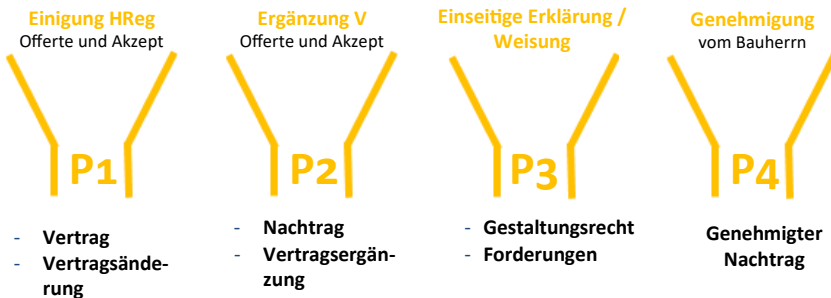 Einigung HReg
Offerte und Akzept
P1
- Vertrag
- Vertragsände-
rung
Ergänzung V
Offerte und Akzept
P2
- Nachtrag
- Vertragsergän-
zung
Einseitige Erklärung /
Weisung
P3
- Gestaltungsrecht
- Forderungen
Genehmigung
vom Bauherrn
P4
Genehmigter
Nachtrag